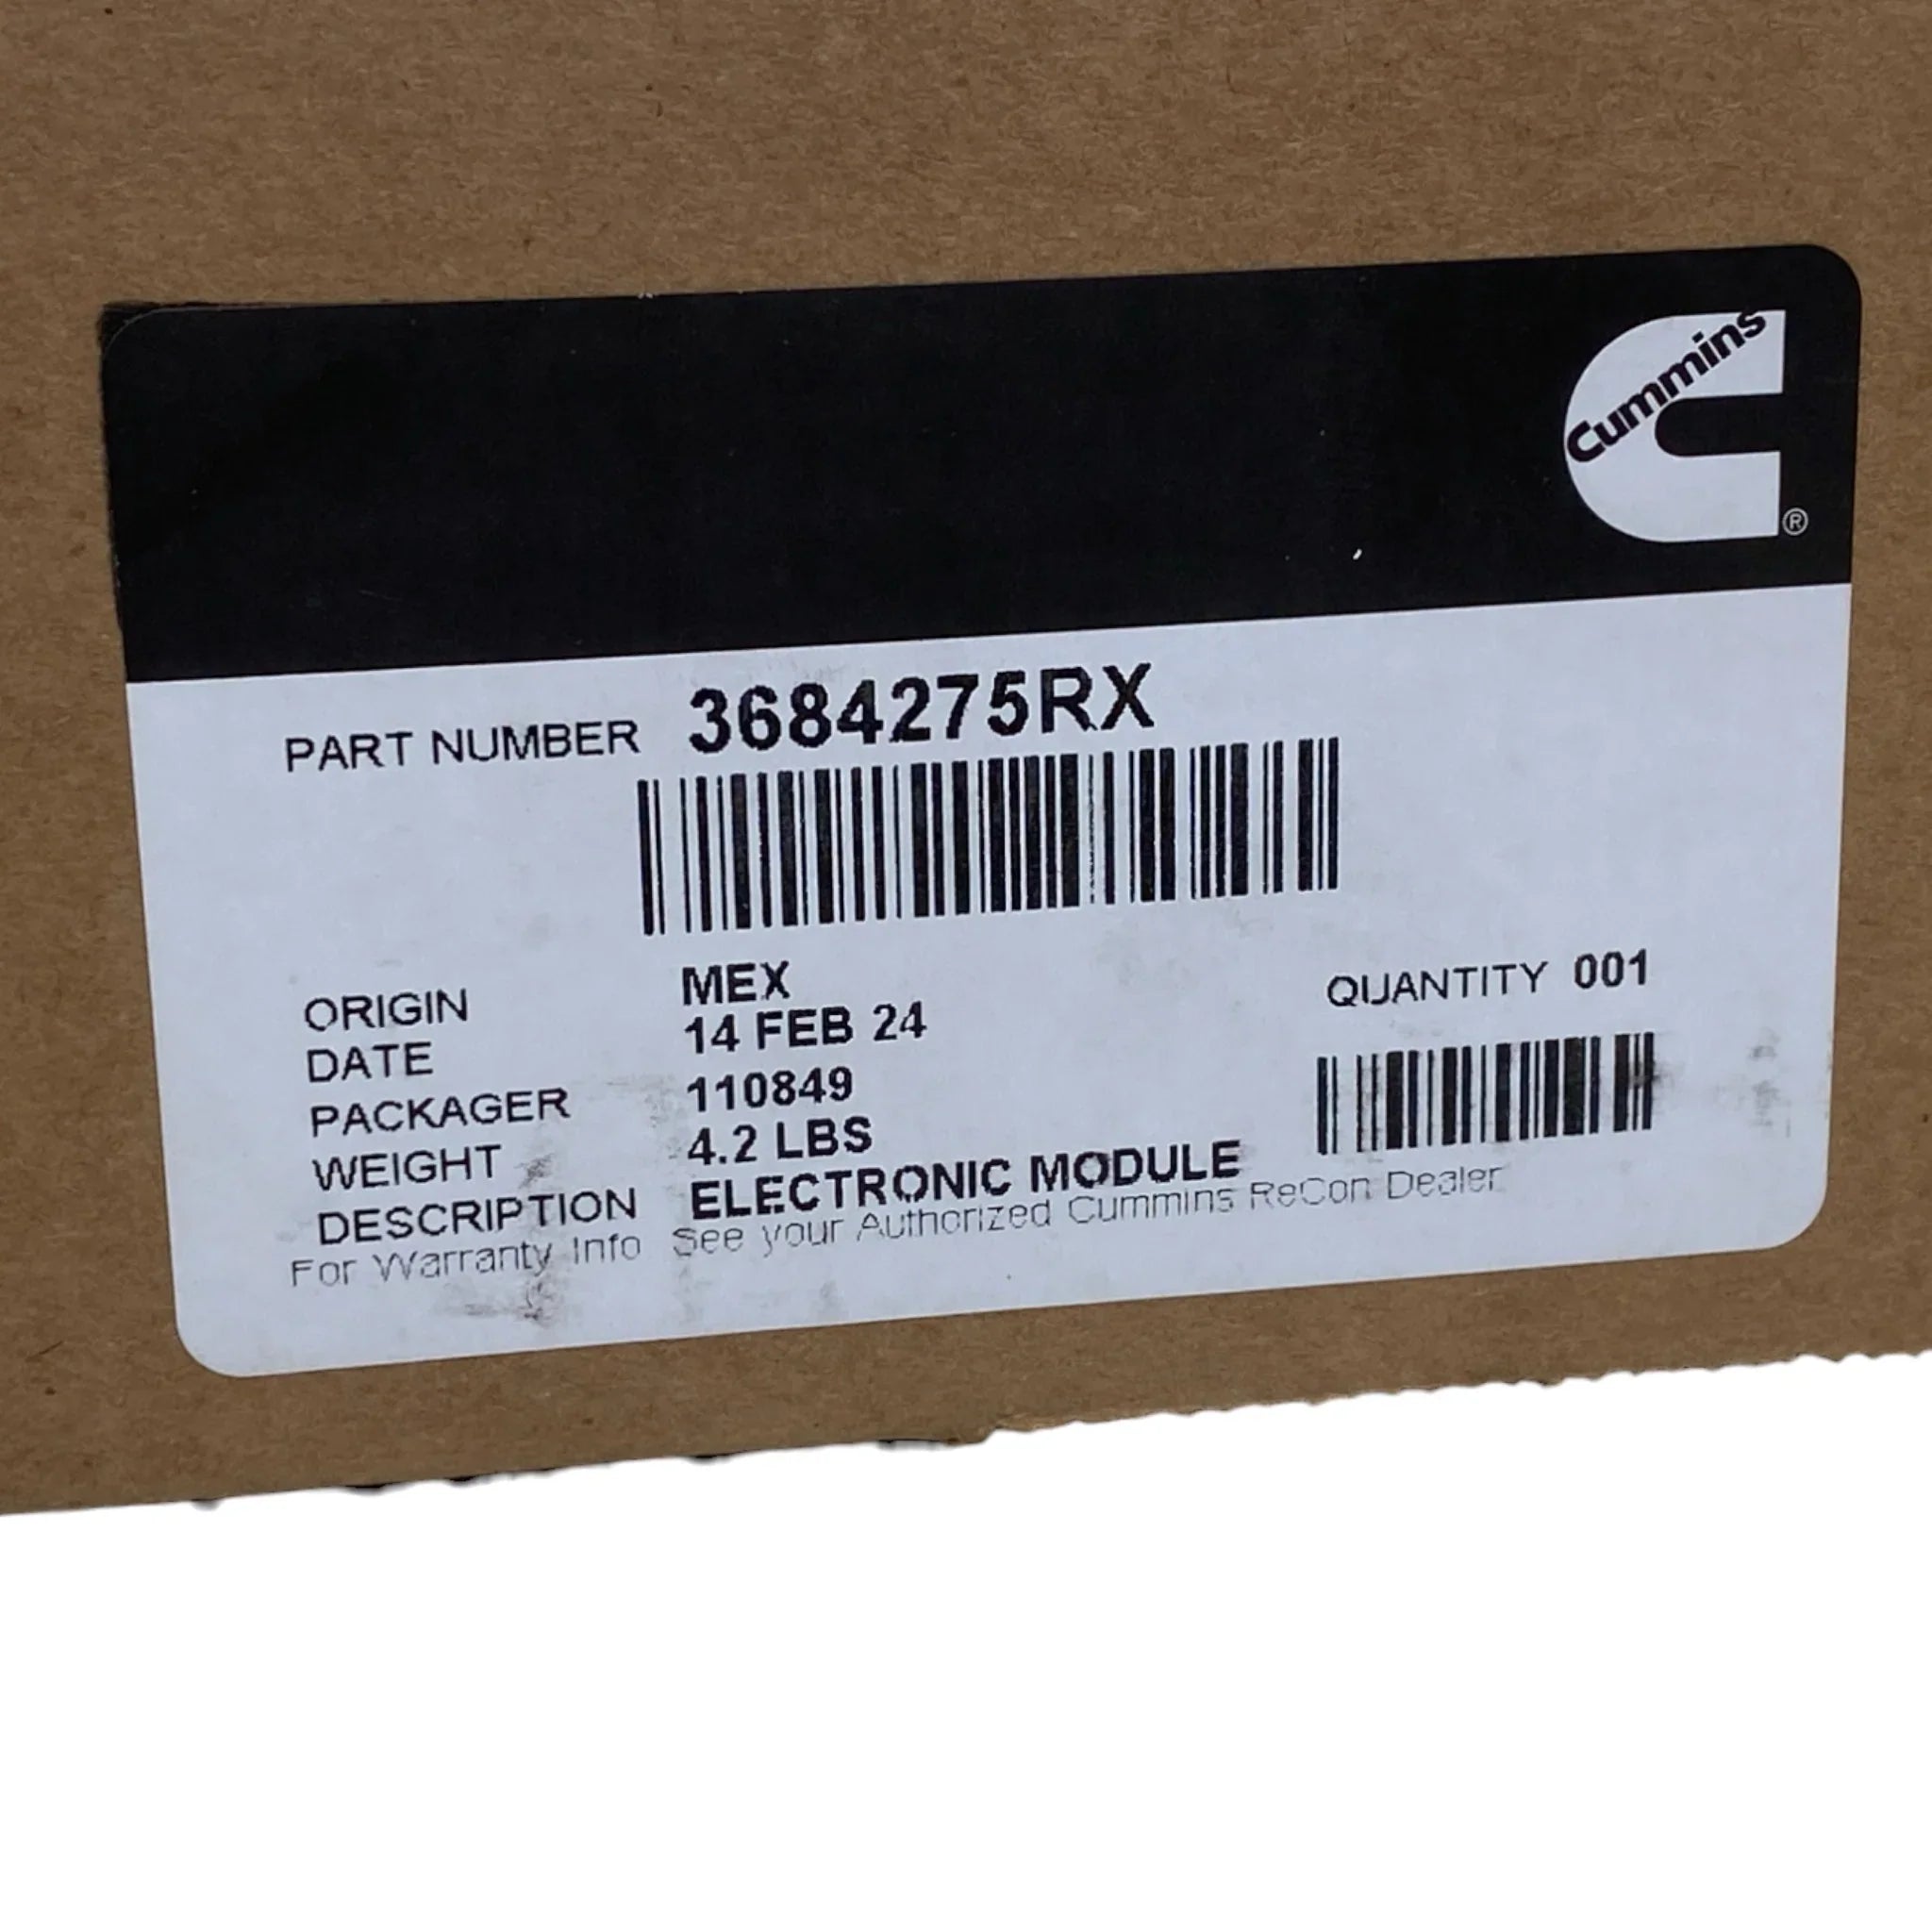 Cummins
®
PART NUMBER 3684275RX
ORIGIN MEX
DATE 14 FEB 24
QUANTITY 001
PACKAGER 110849
WEIGHT 4.2 LBS
DESCRIPTION ELECTRONIC MODULE
For Warranty Info See your Authorized Cummins ReCon Dealer